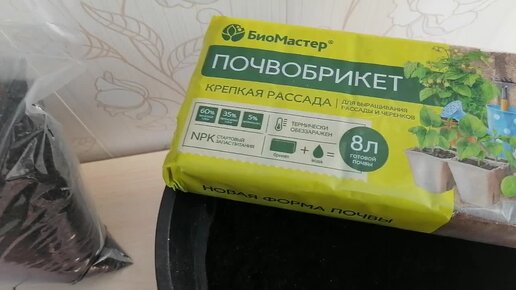 БиоМастер®
ПОЧВОБРИКЕТ
КРЕПКАЯ РАССАДА
ДЛЯ ВЫРАЩИВАНИЯ
РАССАДЫ И ЧЕРЕНКОВ
60%
35%
5%
ТЕРМИЧЕСКИ
ОБЕЗЗАРАЖЕН
NPK СТАРТОВЫЙ
ЗАПАС ПИТАНИЯ
брикет + вода
8л
ГОТОВОЙ
ПОЧВЫ
НОВАЯ ФОРМА ПОЧВЫ